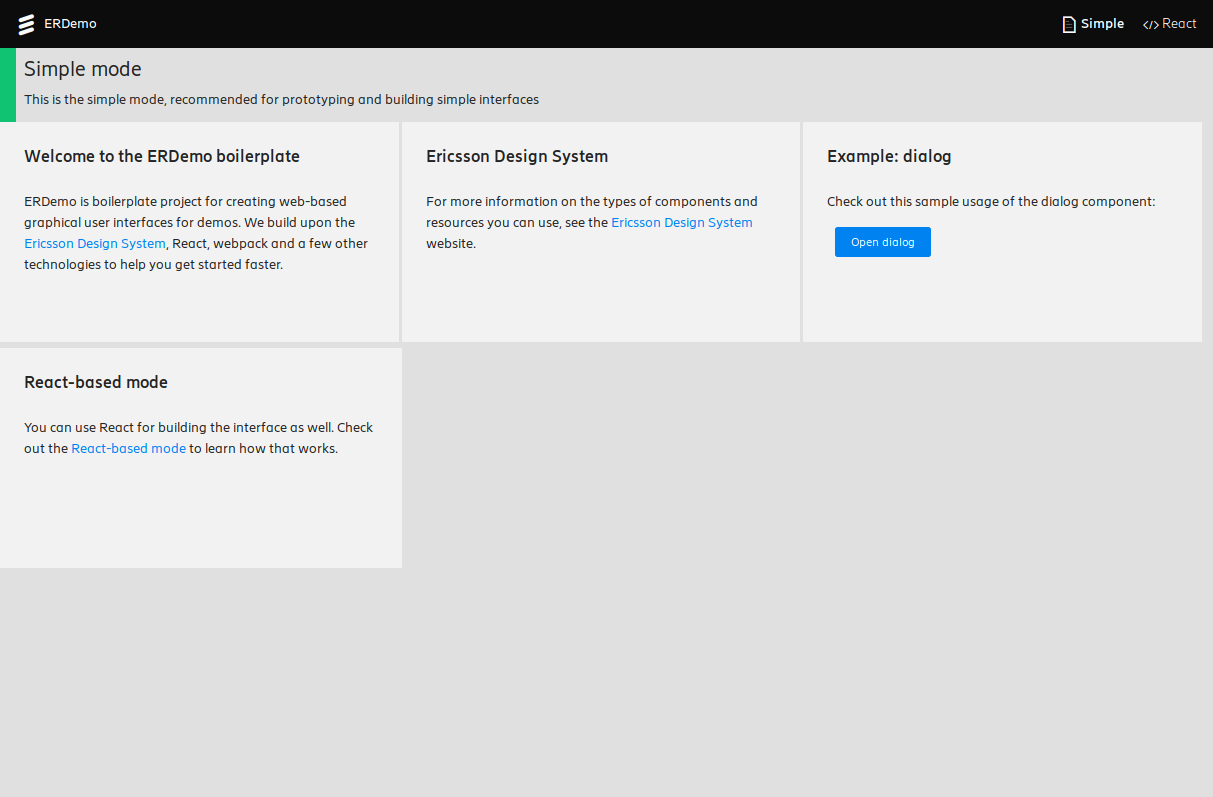 ERDemo
Simple
React
Simple mode
This is the simple mode, recommended for prototyping and building simple interfaces
Welcome to the ERDemo boilerplate
ERDemo is boilerplate project for creating web-based
graphical user interfaces for demos. We build upon the
Ericsson Design System, React, webpack and a few other
technologies to help you get started faster.
Ericsson Design System
For more information on the types of components and
resources you can use, see the Ericsson Design System
website.
Example: dialog
Check out this sample usage of the dialog component:
Open dialog
React-based mode
You can use React for building the interface as well. Check
out the React-based mode to learn how that works.